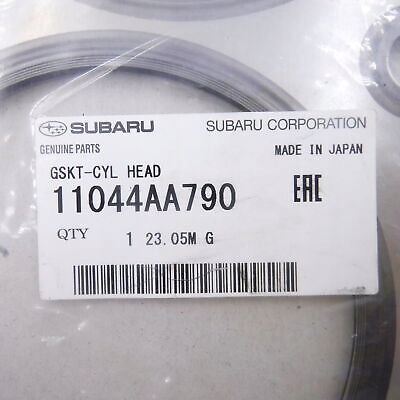 SUBARU
SUBARU CORPORATION
GENUINE PARTS
MADE IN JAPAN
GSKT-CYL HEAD
11044AA790
EAC
QTY 1 23.05M G